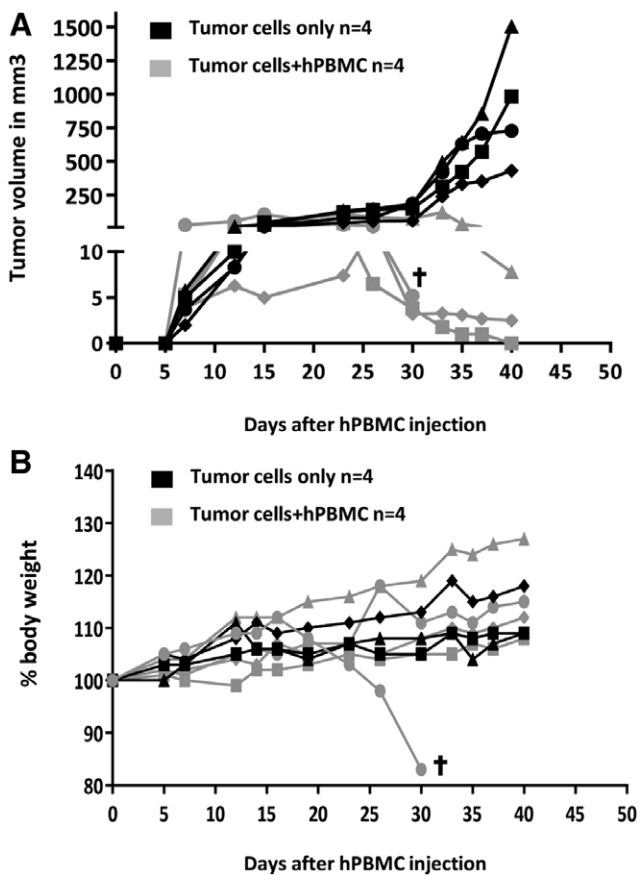 A
Tumor cells only n=4
Tumor cells+hPBMC n=4
Tumor volume in mm3
1500
1250
1000
750
500
250
10
5
0
0 5 10 15 20 25 30 35 40 45 50
†
Days after hPBMC injection
B
Tumor cells only n=4
Tumor cells+hPBMC n=4
% body weight
140
130
120
110
100
90
80
0 5 10 15 20 25 30 35 40 45 50
†
Days after hPBMC injection